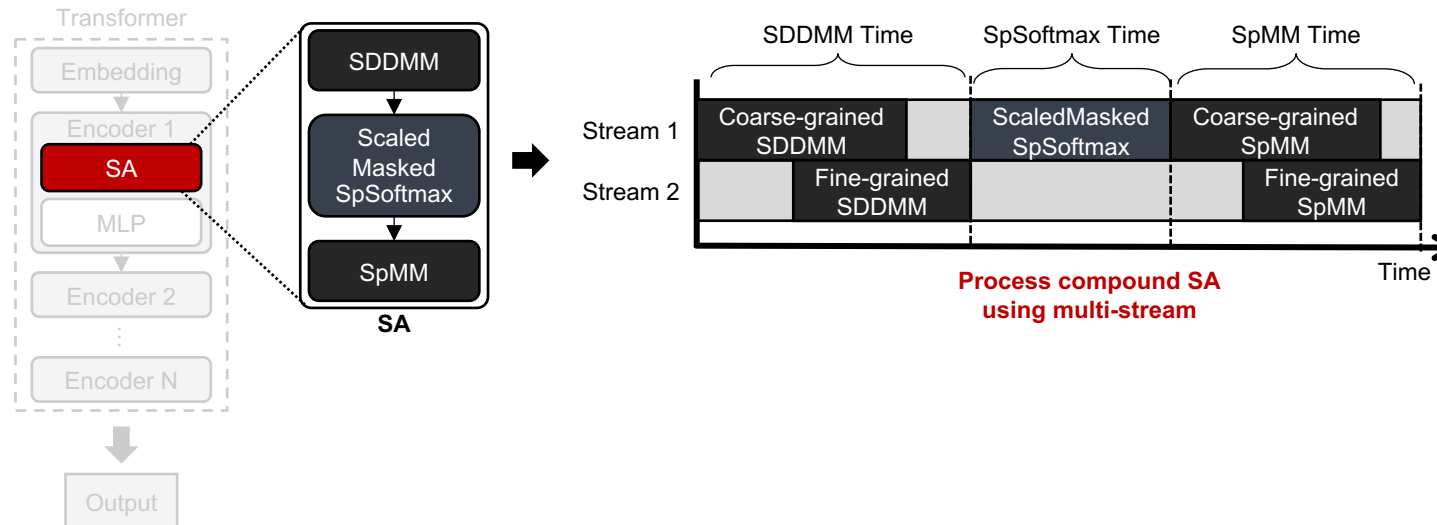 Transformer
Embedding
Encoder 1
SA
MLP
Encoder 2
⋮
Encoder N
Output
SDDMM
Scaled
Masked
SpSoftmax
SpMM
SA
SDDMM Time
SpSoftmax Time
SpMM Time
Stream 1
Coarse-grained
SDDMM
ScaledMasked
SpSoftmax
Coarse-grained
SpMM
Stream 2
Fine-grained
SDDMM
Fine-grained
SpMM
Time
Process compound SA
using multi-stream